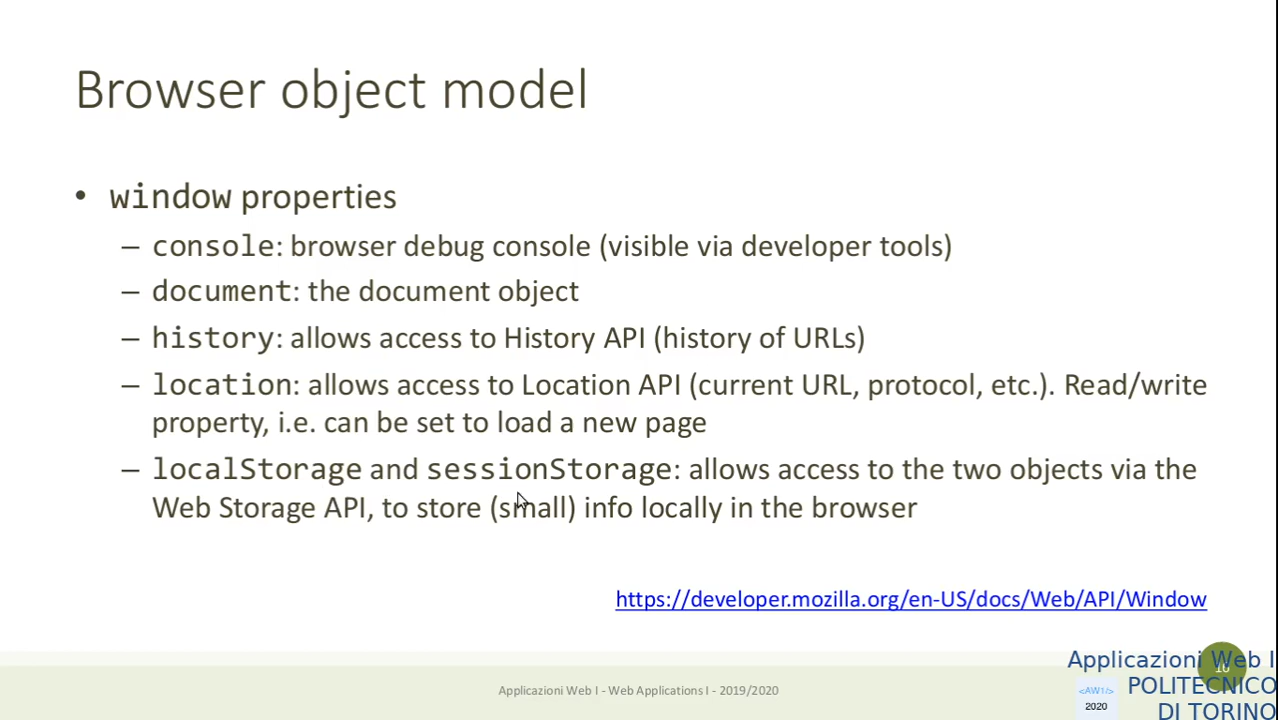 Browser object model
• window properties
– console: browser debug console (visible via developer tools)
– document: the document object
– history: allows access to History API (history of URLs)
– location: allows access to Location API (current URL, protocol, etc.). Read/write
property, i.e. can be set to load a new page
– localStorage and sessionStorage: allows access to the two objects via the
Web Storage API, to store (small) info locally in the browser
https://developer.mozilla.org/en-US/docs/Web/API/Window
Applicazioni Web I - Web Applications I - 2019/2020
Applicazioni Web I
POLITECNICO
DI TORINO
<AW1/>
2020